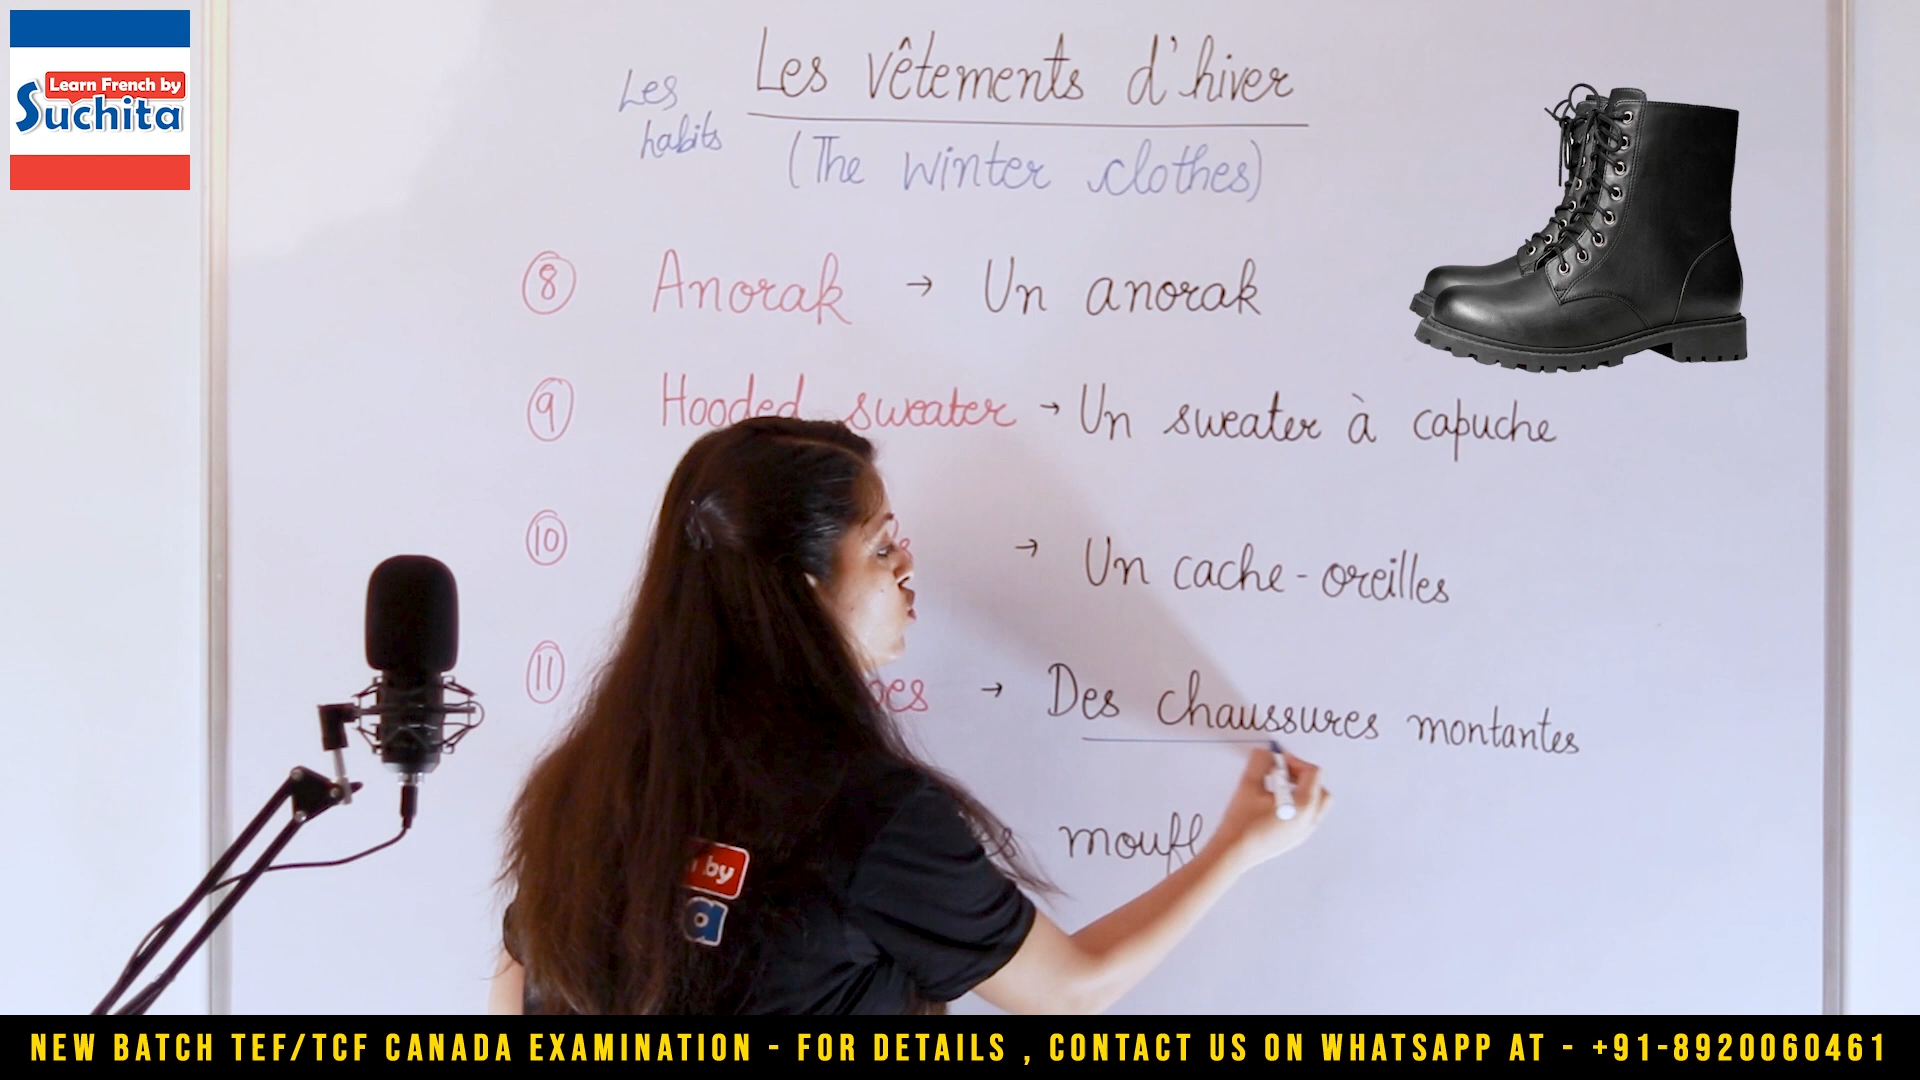 Learn French by
Suchita
Les vêtements d'hiver
Les
habits
(The winter clothes)
8 Anorak → Un anorak
9 Hooded sweater → Un sweater à capuche
10 → Un cache-oreilles
11 → Des chaussures montantes
by
a
NEW BATCH TEF/TCF CANADA EXAMINATION - FOR DETAILS , CONTACT US ON WHATSAPP AT - +91-8920060461